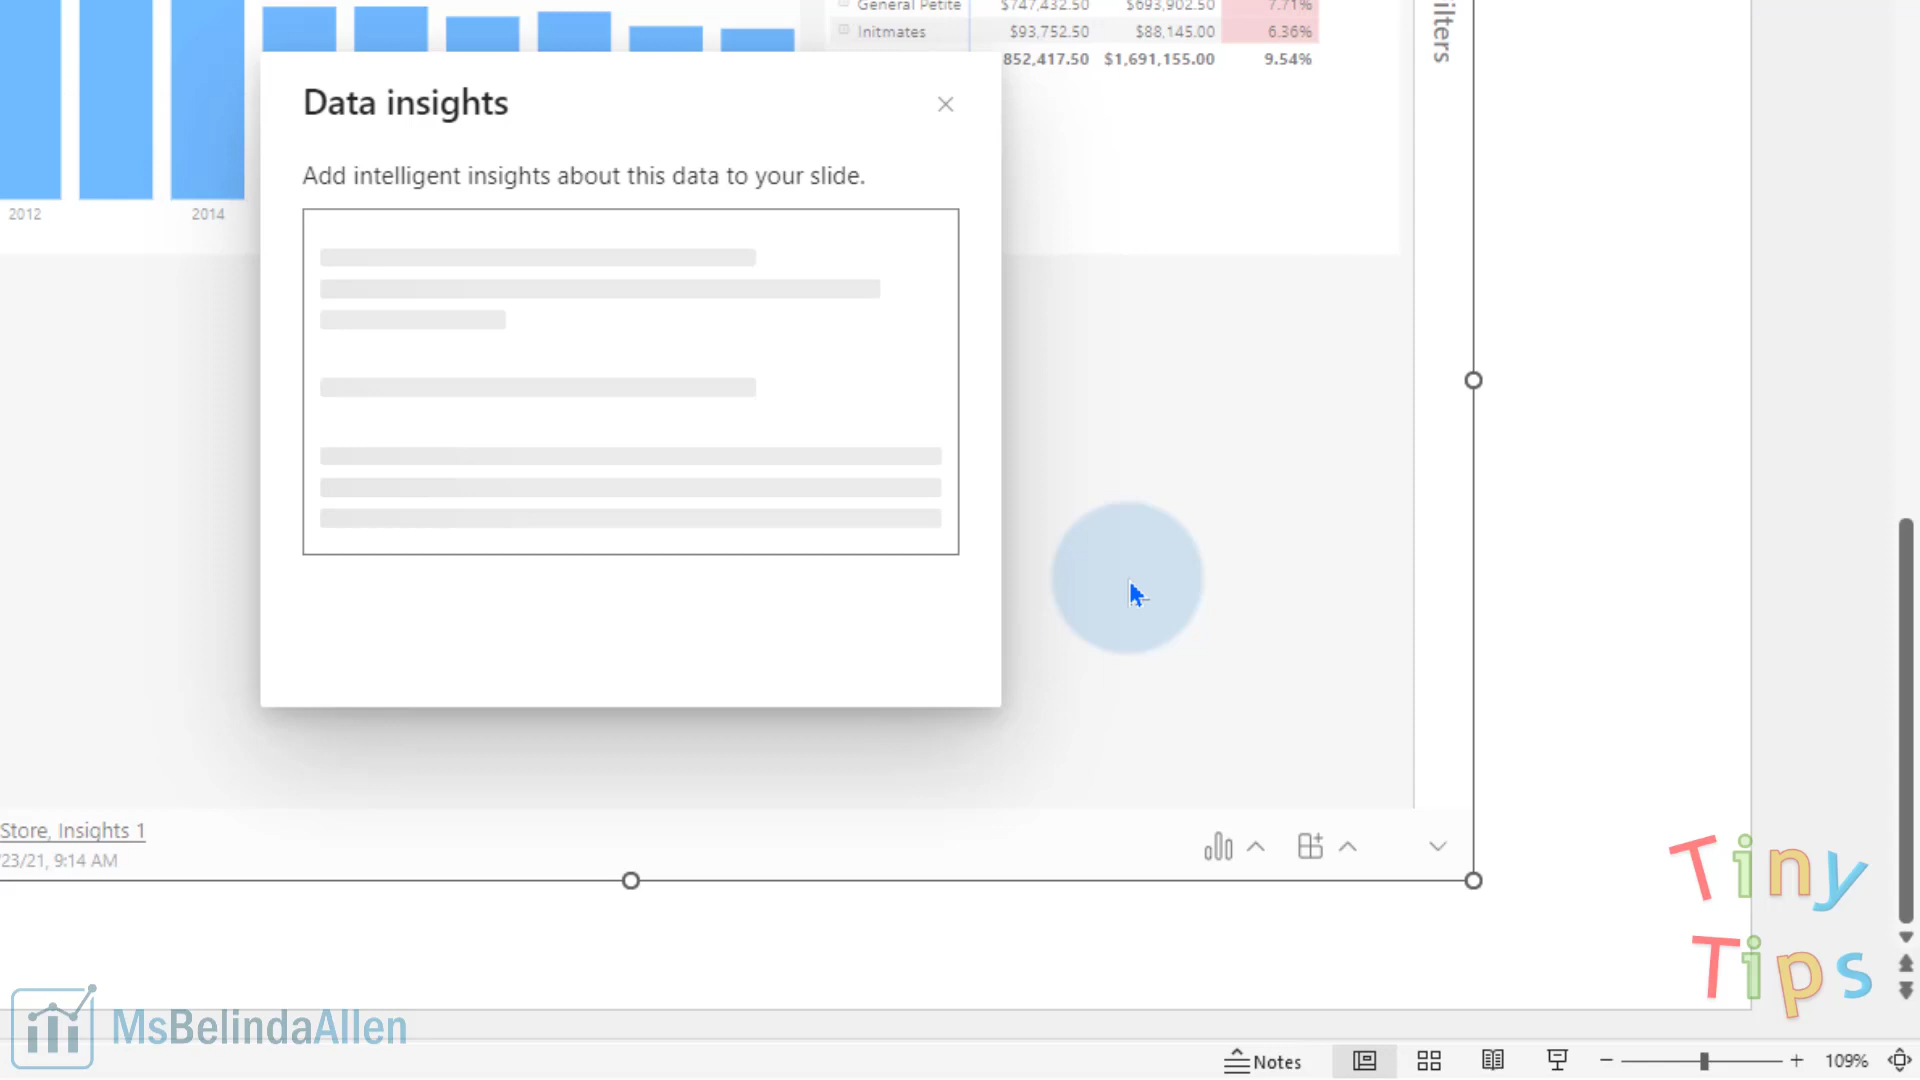 General Petite $747,432.50 $693,902.50 7.71%
Initmates $93,752.50 $88,145.00 6.36%
852,417.50 $1,691,155.00 9.54%
ilters
Data insights
Add intelligent insights about this data to your slide.
2012 2014
Store, Insights 1
23/21, 9:14 AM
Tiny
Tips
MsBelindaAllen
Notes 109%